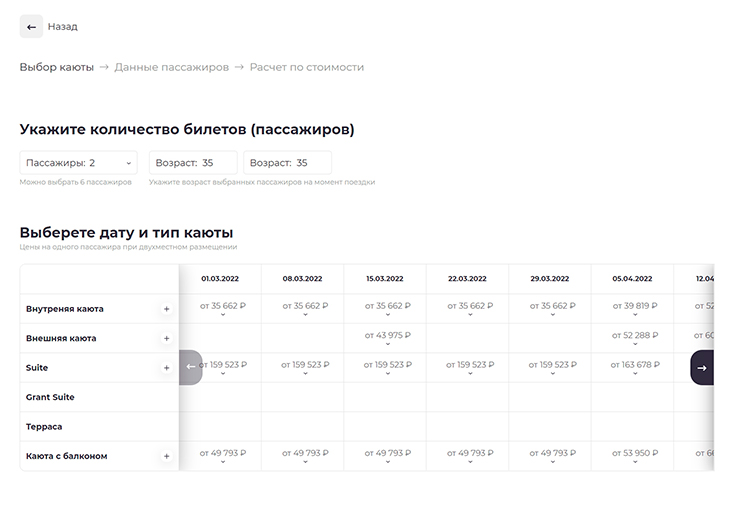 ← Назад
Выбор каюты → Данные пассажиров → Расчет по стоимости
Укажите количество билетов (пассажиров)
Пассажиры: 2 Возраст: 35 Возраст: 35
Можно выбрать 6 пассажиров Укажите возраст выбранных пассажиров на момент поездки
Выберете дату и тип каюты
Цены на одного пассажира при двухместном размещении
01.03.2022 08.03.2022 15.03.2022 22.03.2022 29.03.2022 05.04.2022 12.04
Внутреняя каюта + от 35 662 ₽ от 35 662 ₽ от 35 662 ₽ от 35 662 ₽ от 35 662 ₽ от 39 819 ₽ от 52
Внешняя каюта + от 43 975 ₽ от 52 288 ₽ от 60
Suite + ← от 159 523 ₽ от 159 523 ₽ от 159 523 ₽ от 159 523 ₽ от 159 523 ₽ от 163 678 ₽ →
Grant Suite
Терраса
Каюта с балконом + от 49 793 ₽ от 49 793 ₽ от 49 793 ₽ от 49 793 ₽ от 49 793 ₽ от 53 950 ₽ от 6